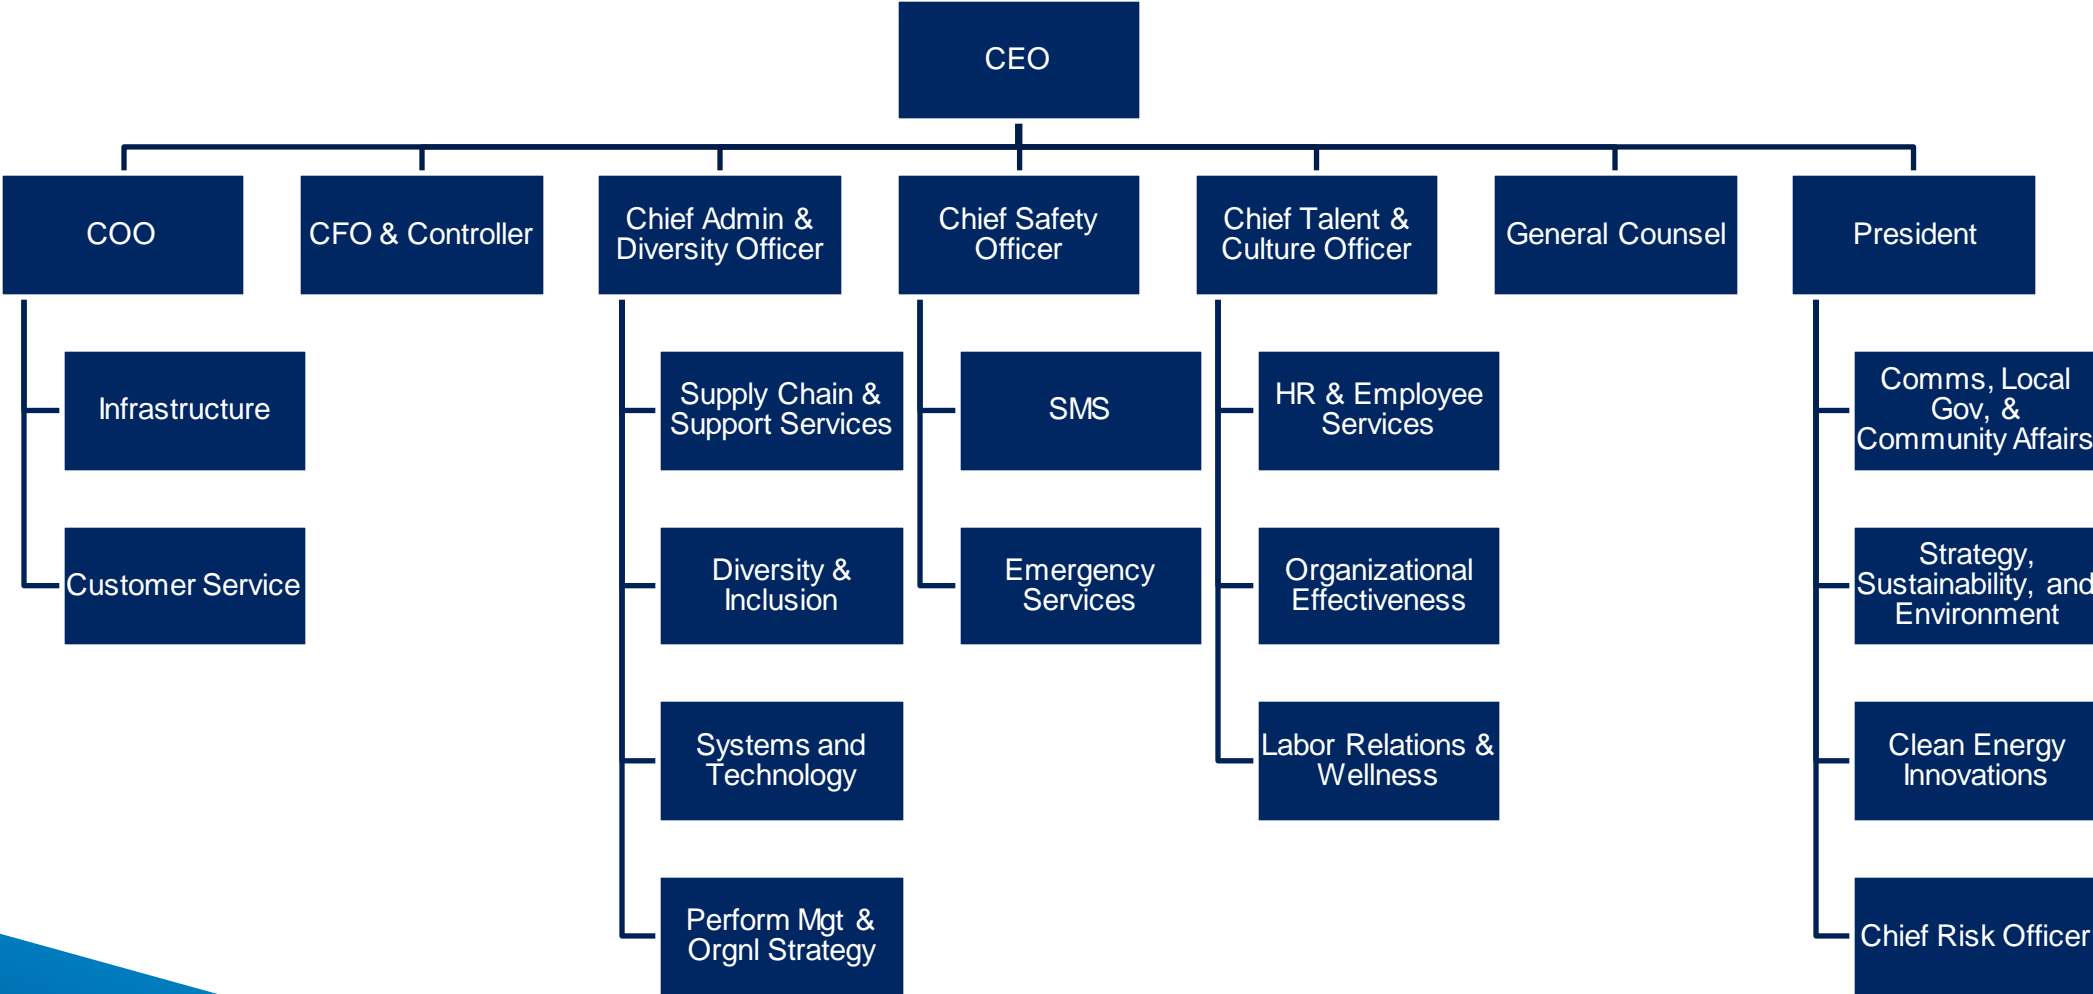 CEO
COO
CFO & Controller
Chief Admin &
Diversity Officer
Chief Safety
Officer
Chief Talent &
Culture Officer
General Counsel
President
Infrastructure
Customer Service
Supply Chain &
Support Services
Diversity &
Inclusion
Systems and
Technology
Perform Mgt &
Orgnl Strategy
SMS
Emergency
Services
HR & Employee
Services
Organizational
Effectiveness
Labor Relations &
Wellness
Comms, Local
Gov, &
Community Affairs
Strategy,
Sustainability, and
Environment
Clean Energy
Innovations
Chief Risk Officer